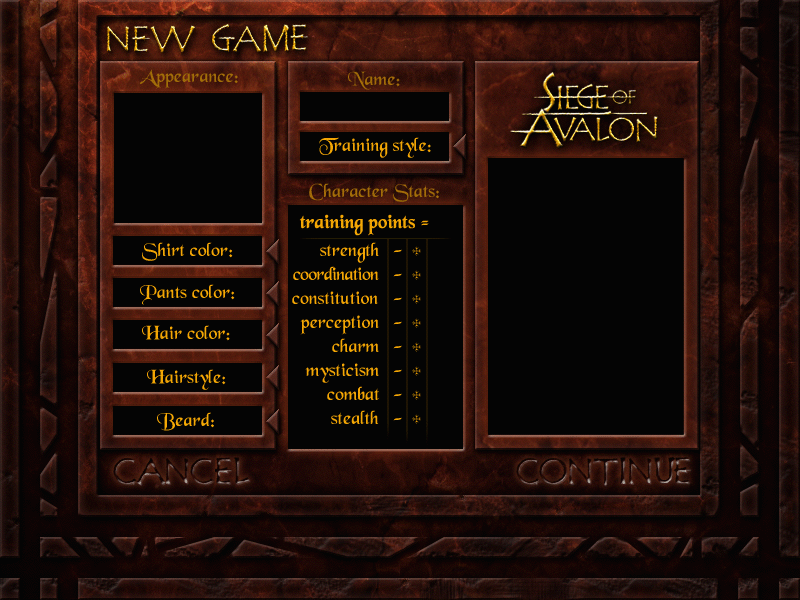 NEW GAME
Appearance:
Shirt color:
Pants color:
Hair color:
Hairstyle:
Beard:
Name:
Training style:
Character Stats:
training points =
strength - +
coordination - +
constitution - +
perception - +
charm - +
mysticism - +
combat - +
stealth - +
SIEGE OF
AVALON
CANCEL
CONTINUE